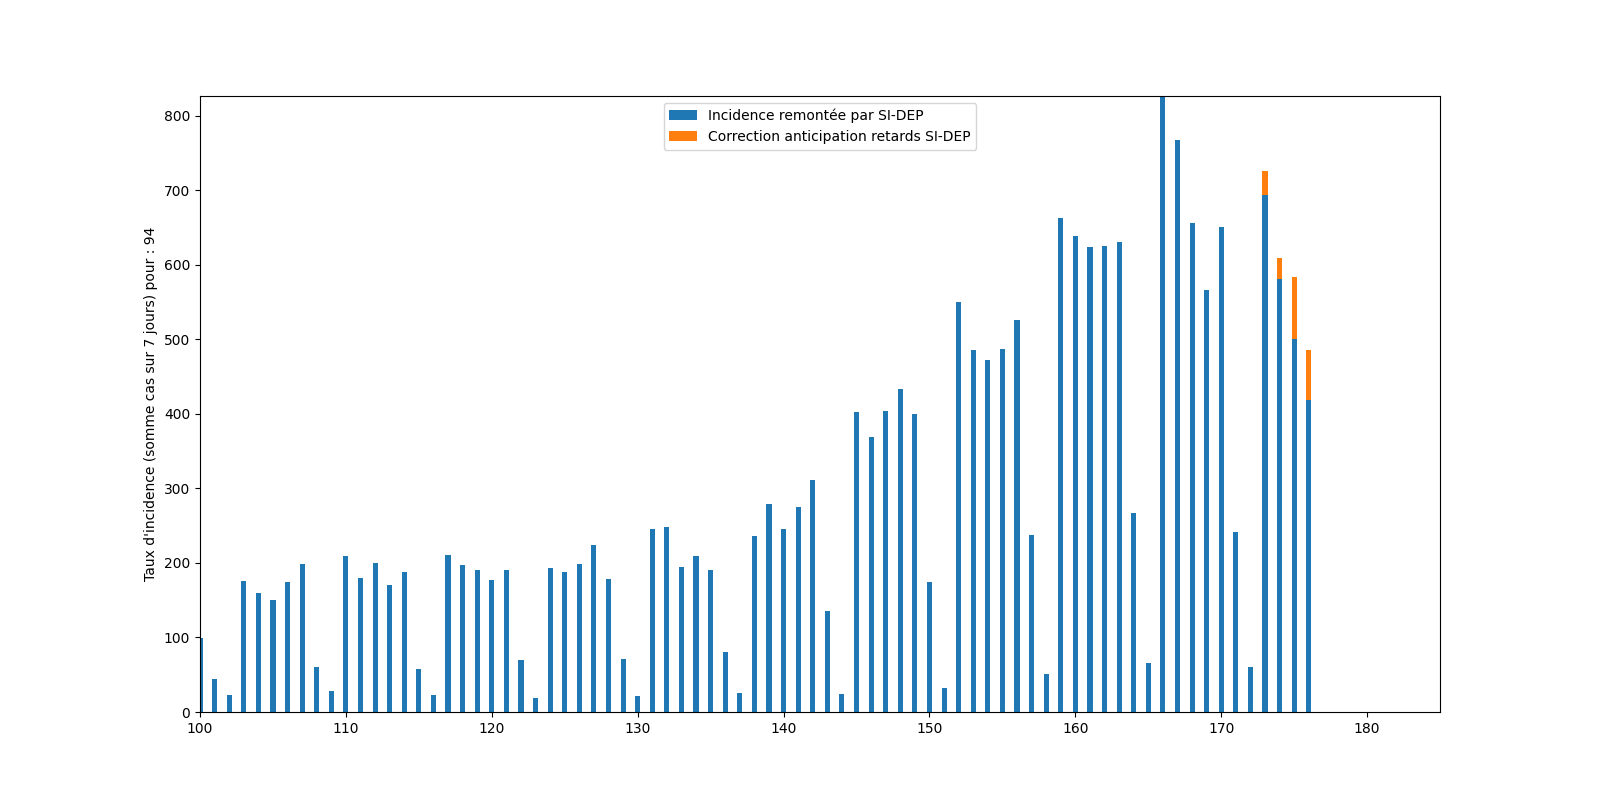 Incidence remontée par SI-DEP
Correction anticipation retards SI-DEP
Taux d'incidence (somme cas sur 7 jours) pour : 94
800
700
600
500
400
300
200
100
0
100 110 120 130 140 150 160 170 180